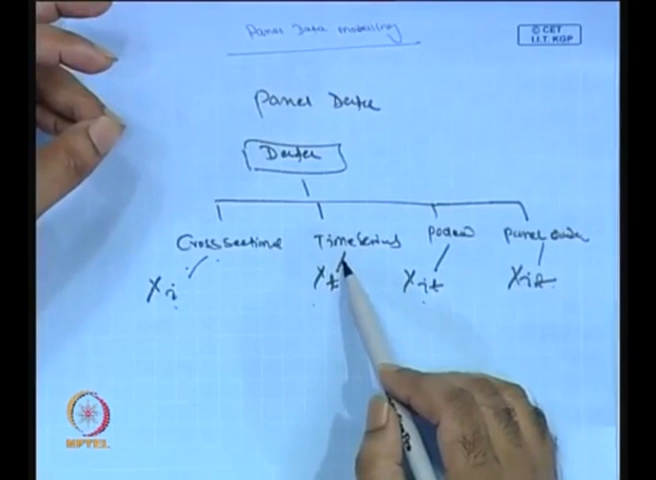 Panel Data modelling
© CET
I.I.T. KGP
Panel Data
Data
Cross sectional Time Series pooled panel data
Xi Xt Xit Xit
NPTEL